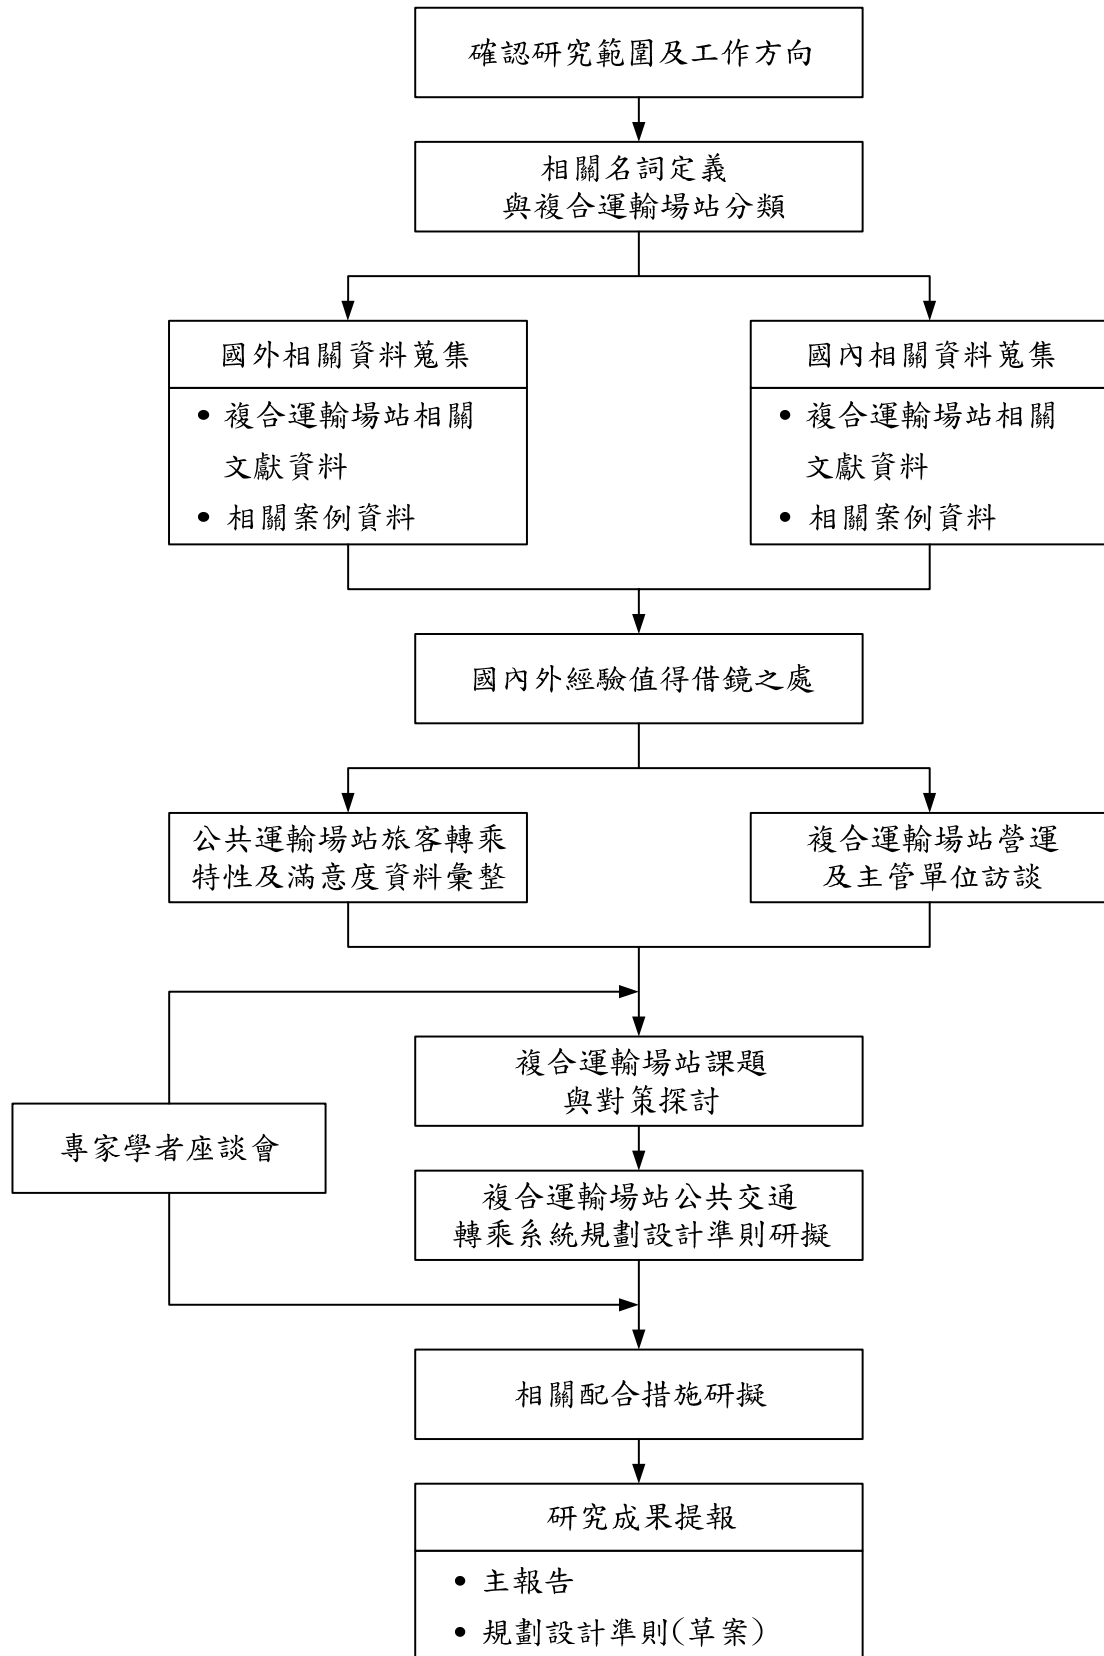 確認研究範圍及工作方向
相關名詞定義
與複合運輸場站分類
國外相關資料蒐集
• 複合運輸場站相關
文獻資料
• 相關案例資料
國內相關資料蒐集
• 複合運輸場站相關
文獻資料
• 相關案例資料
國內外經驗值得借鏡之處
公共運輸場站旅客轉乘
特性及滿意度資料彙整
複合運輸場站營運
及主管單位訪談
複合運輸場站課題
與對策探討
專家學者座談會
複合運輸場站公共交通
轉乘系統規劃設計準則研擬
相關配合措施研擬
研究成果提報
• 主報告
• 規劃設計準則(草案)